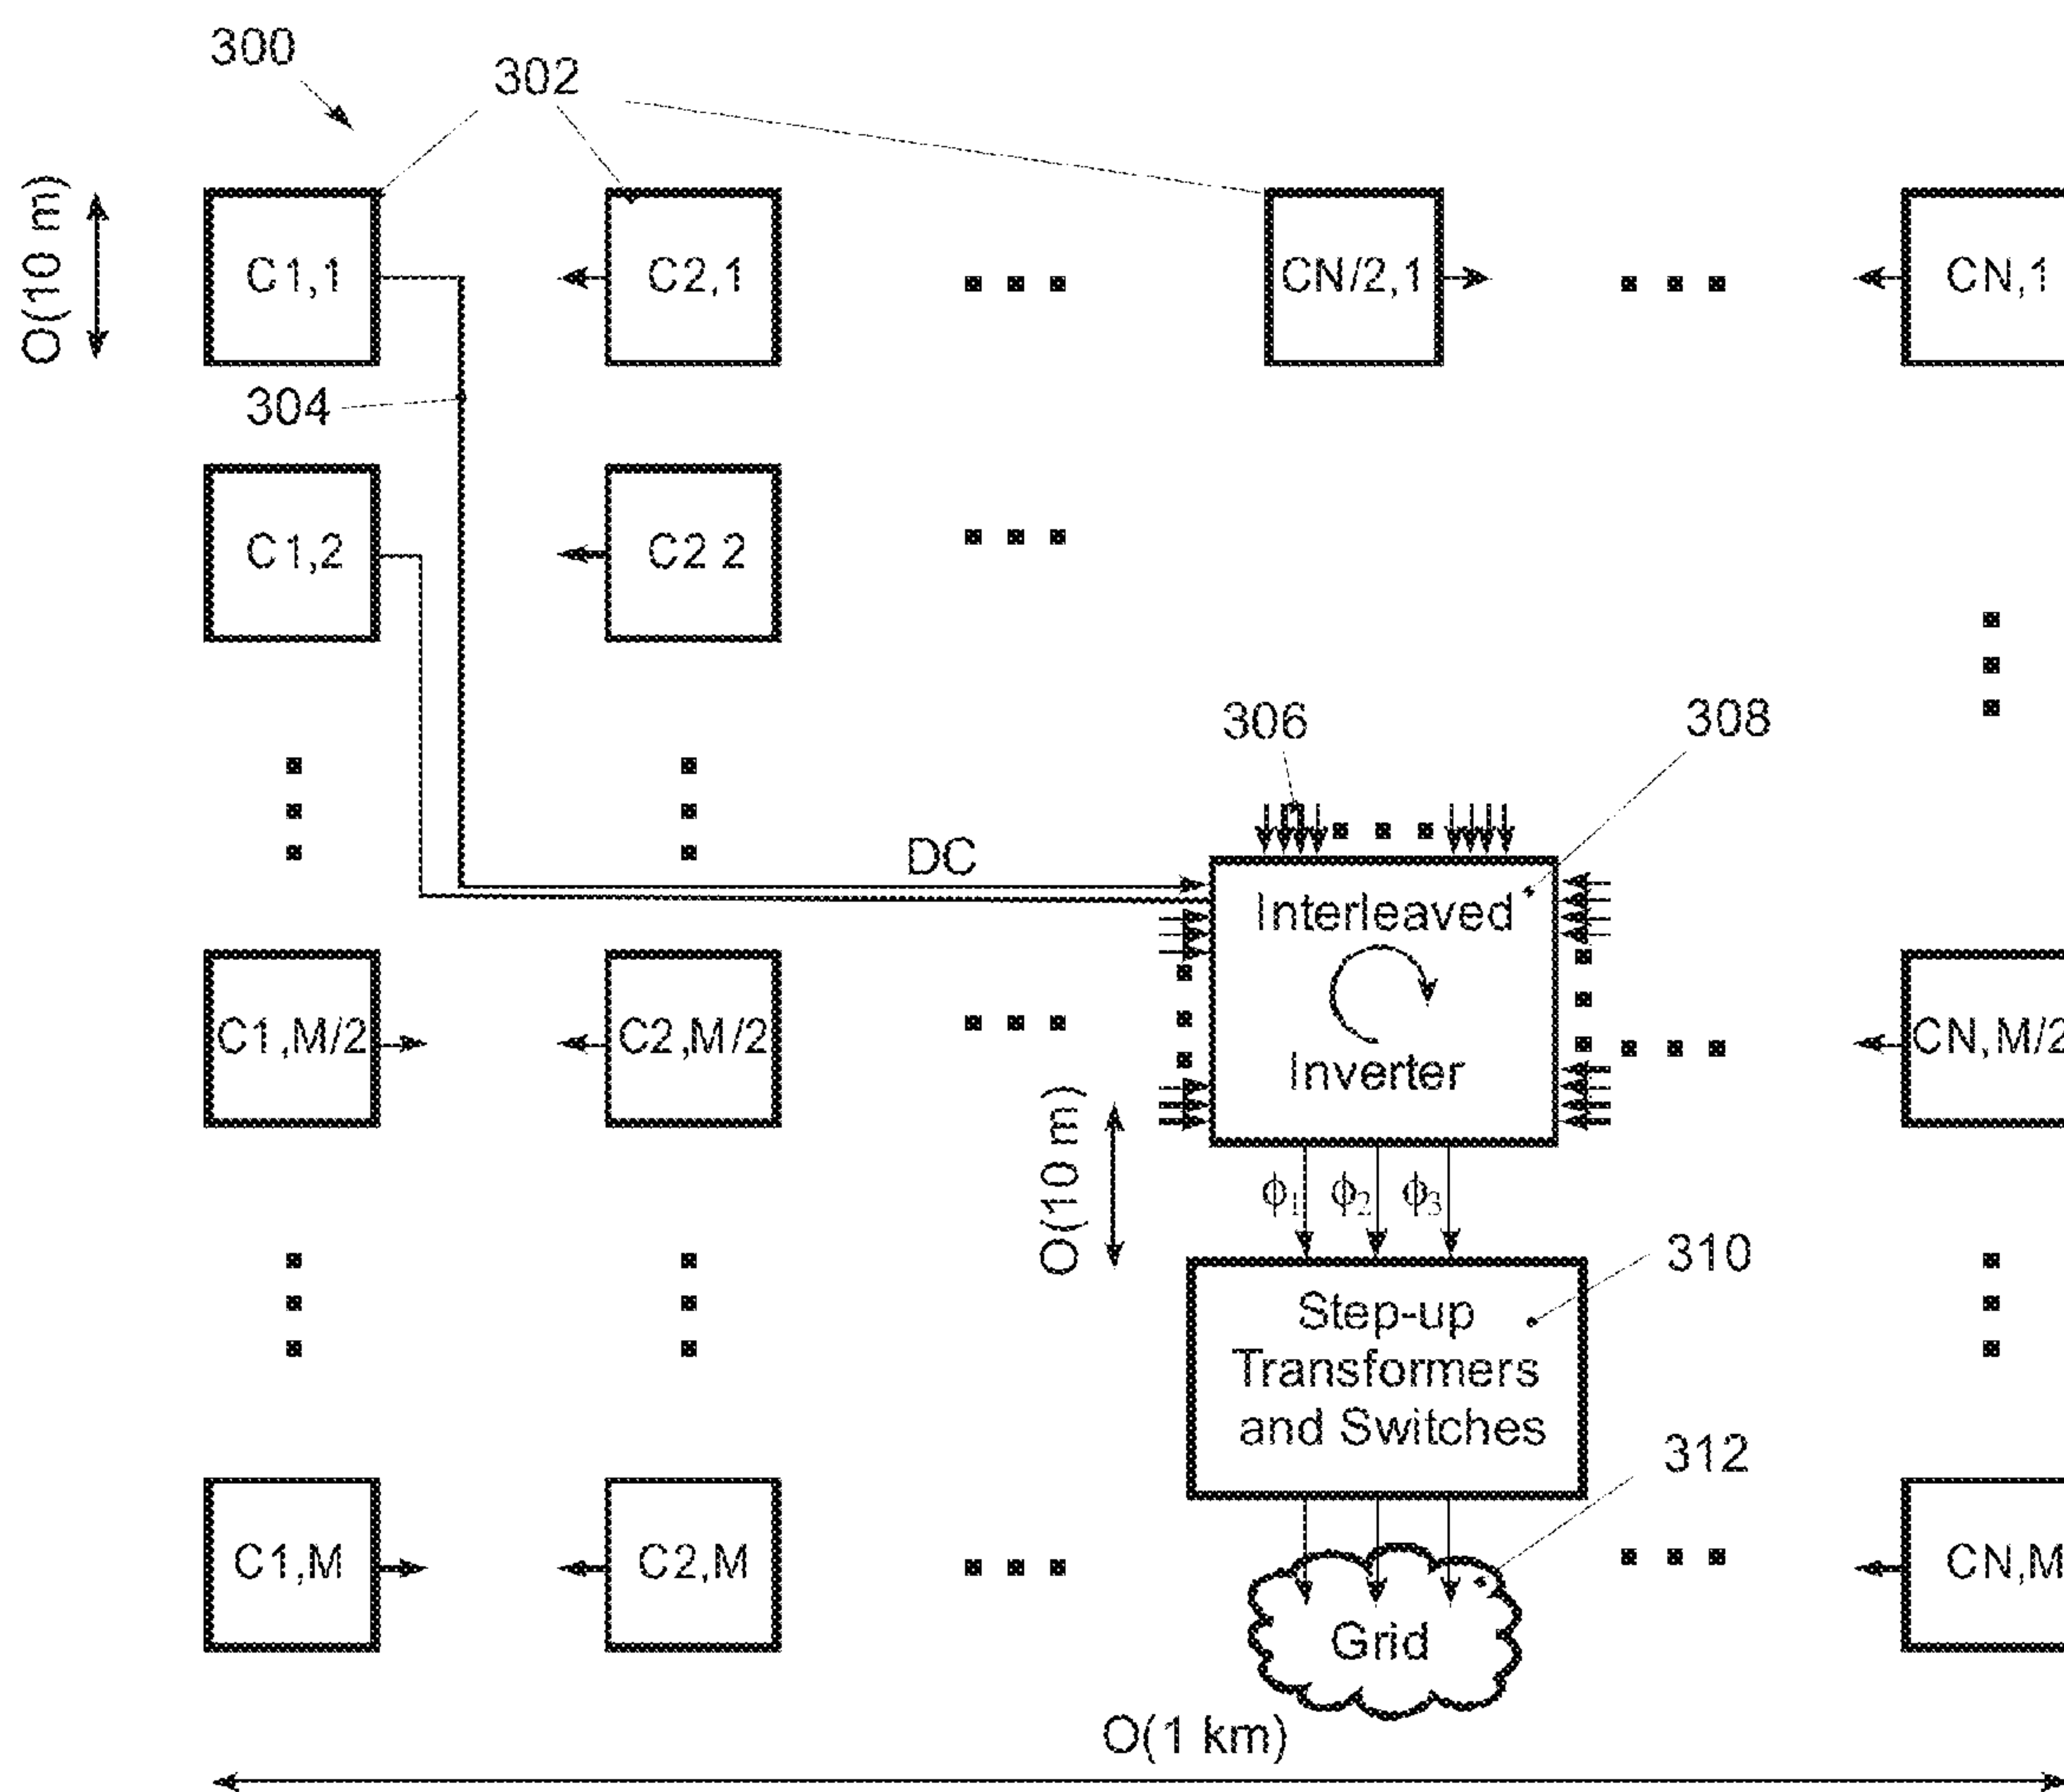 300
302
O(10 m)
C1,1
C2,1
CN/2,1
CN,1
304
C1,2
C2 2
306
308
DC
Interleaved
Inverter
C1,M/2
C2,M/2
CN,M/2
O(10 m)
ϕ1 ϕ2 ϕ3
310
Step-up
Transformers
and Switches
312
C1,M
C2,M
CN,M
Grid
O(1 km)